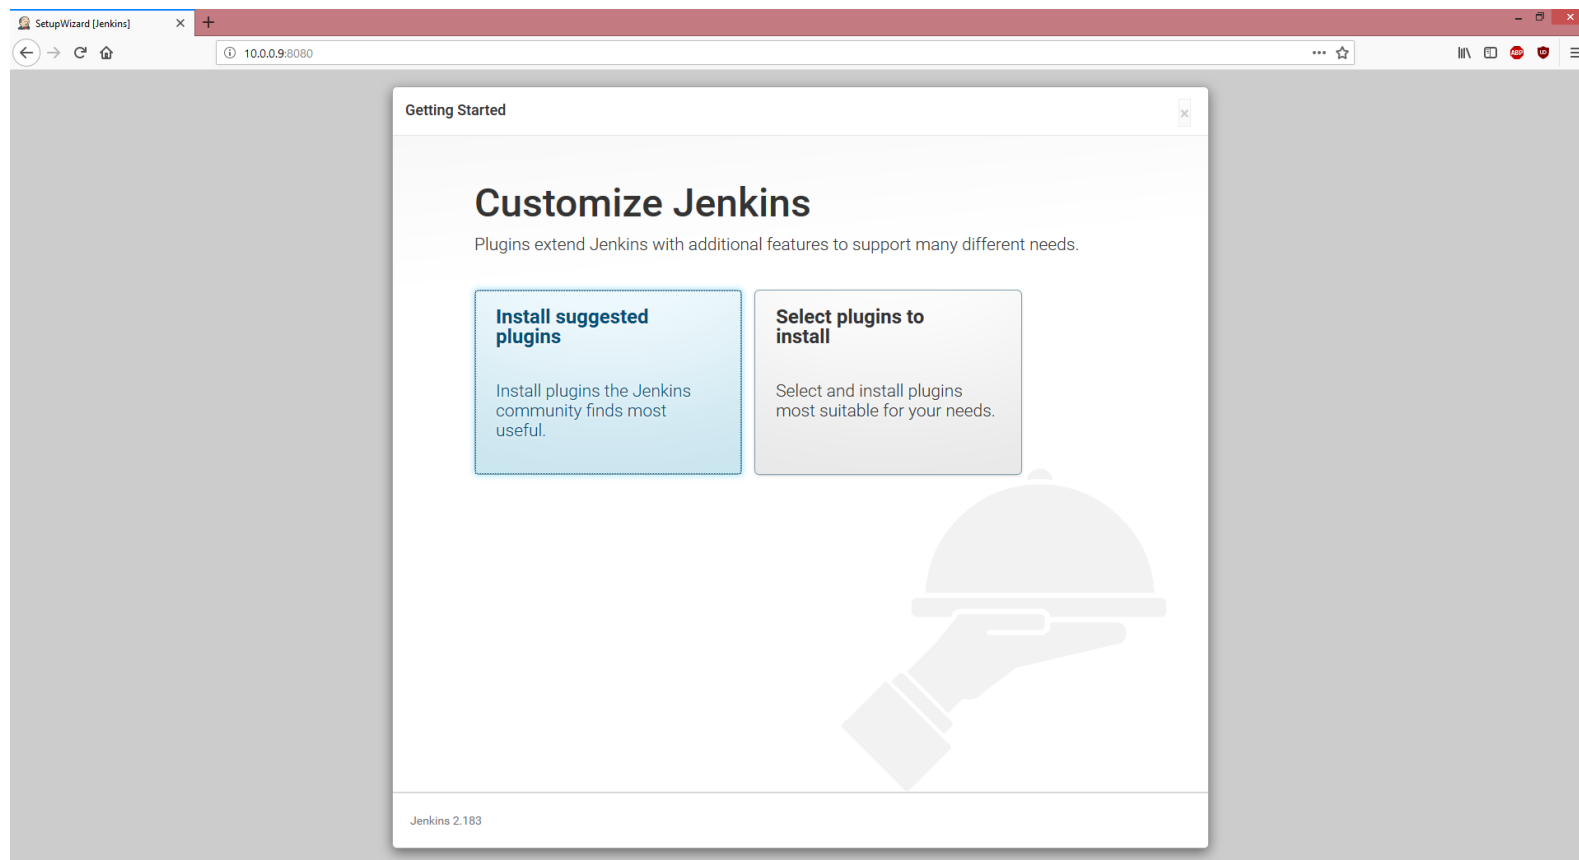 SetupWizard [Jenkins]
10.0.0.9:8080
ABP
Getting Started
Customize Jenkins
Plugins extend Jenkins with additional features to support many different needs.
Install suggested
plugins
Install plugins the Jenkins
community finds most
useful.
Select plugins to
install
Select and install plugins
most suitable for your needs.
Jenkins 2.183